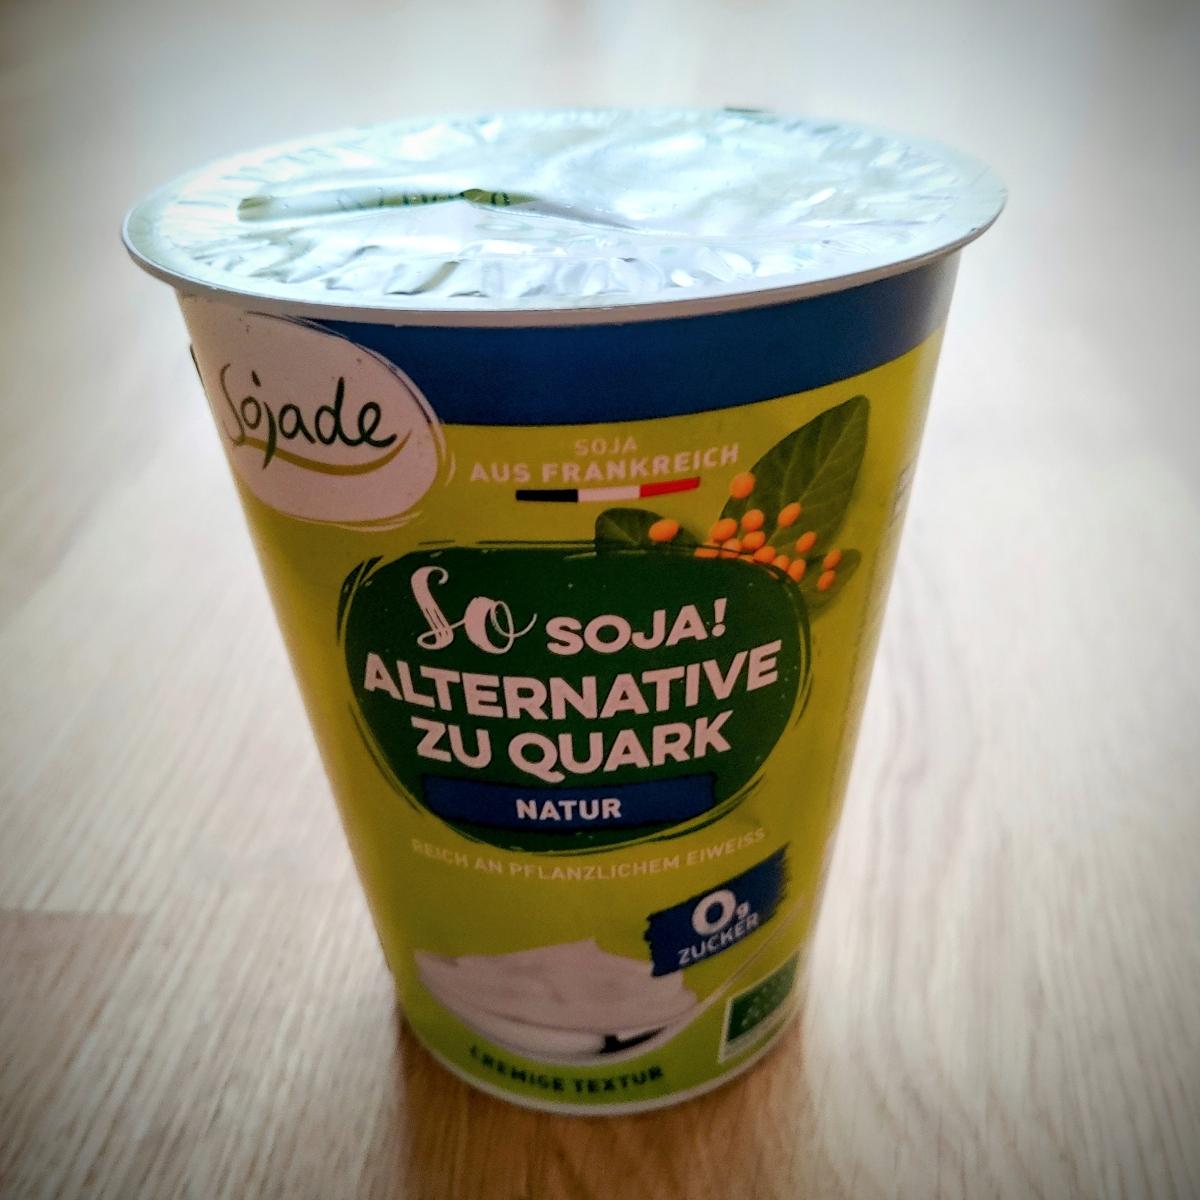 Sojade
SOJA
AUS FRANKREICH
So SOJA!
ALTERNATIVE
ZU QUARK
NATUR
REICH AN PFLANZLICHEM EIWEISS
0g
ZUCKER
CREMIGE TEXTUR